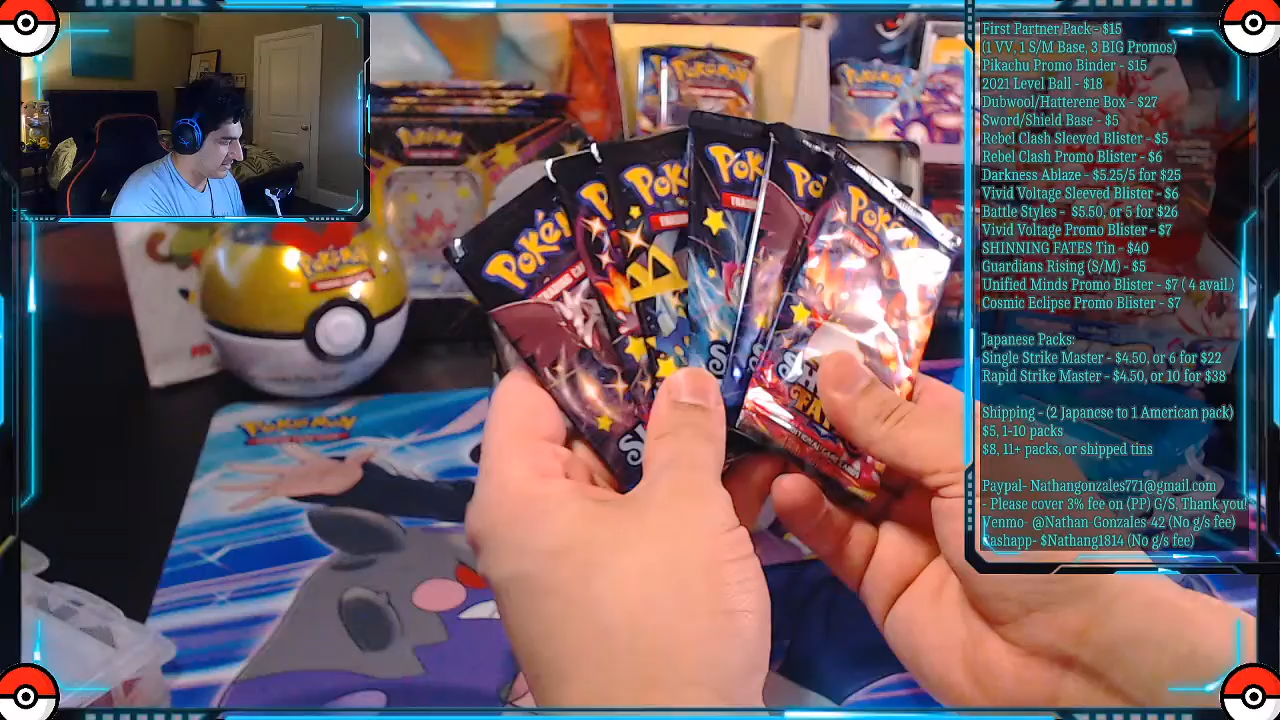 First Partner Pack - $15
(1 VV, 1 S/M Base, 3 BIG Promos)
Pikachu Promo Binder - $15
2021 Level Ball - $18
Dubwool/Hatterene Box - $27
Sword/Shield Base - $5
Rebel Clash Sleeved Blister - $5
Rebel Clash Promo Blister - $6
Darkness Ablaze - $5.25/5 for $25
Vivid Voltage Sleeved Blister - $6
Battle Styles - $5.50, or 5 for $26
Vivid Voltage Promo Blister - $7
SHINNING FATES Tin - $40
Guardians Rising (S/M) - $5
Unified Minds Promo Blister - $7 ( 4 avail.)
Cosmic Eclipse Promo Blister - $7
Japanese Packs:
Single Strike Master - $4.50, or 6 for $22
Rapid Strike Master - $4.50, or 10 for $38
Shipping - (2 Japanese to 1 American pack)
$5, 1-10 packs
$8, 11+ packs, or shipped tins
Paypal- Nathangonzales771@gmail.com
- Please cover 3% fee on (PP) G/S, Thank you!
Venmo- @Nathan-Gonzales-42 (No g/s fee)
Cashapp- $Nathang1814 (No g/s fee)
Pokémon
Pokémon
Pokémon
Pokémon
Pokémon